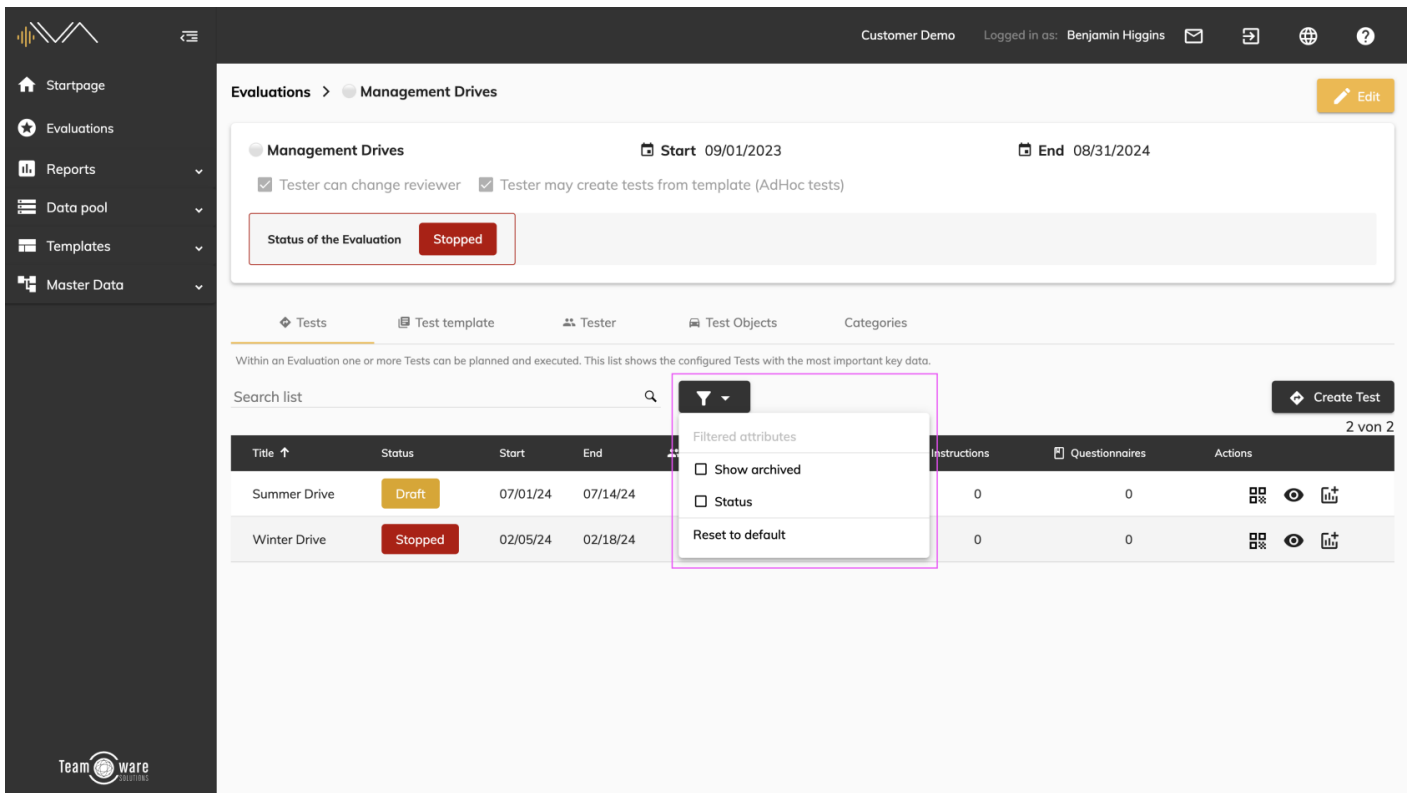 Customer Demo Logged in as: Benjamin Higgins
Startpage
Evaluations
Reports
Data pool
Templates
Master Data
Evaluations > Management Drives
Edit
Management Drives Start 09/01/2023 End 08/31/2024
Tester can change reviewer Tester may create tests from template (AdHoc tests)
Status of the Evaluation Stopped
Tests Test template Tester Test Objects Categories
Within an Evaluation one or more Tests can be planned and executed. This list shows the configured Tests with the most important key data.
Search list
Create Test
2 von 2
Filtered attributes
Show archived
Status
Reset to default
Title Status Start End Instructions Questionnaires Actions
Summer Drive Draft 07/01/24 07/14/24 0 0
Winter Drive Stopped 02/05/24 02/18/24 0 0
Team ware
SOLUTIONS